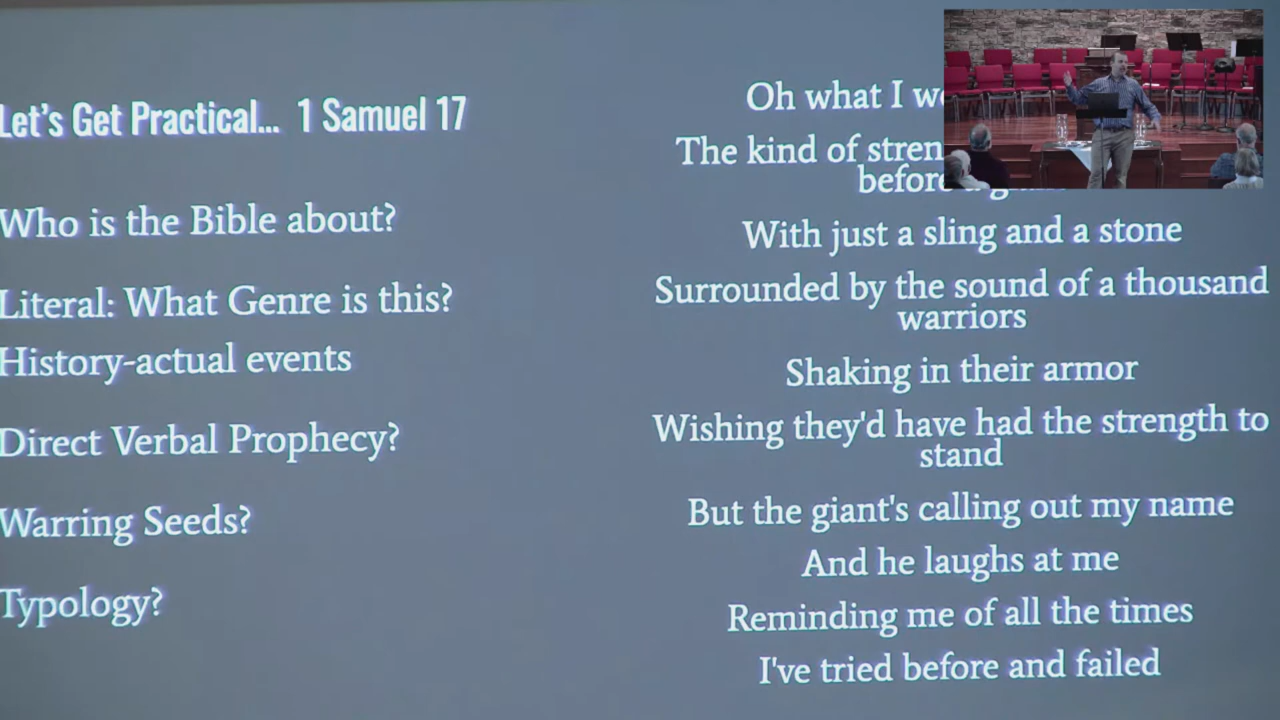 Let's Get Practical... 1 Samuel 17
Who is the Bible about?
Literal: What Genre is this?
History-actual events
Direct Verbal Prophecy?
Warring Seeds?
Typology?
Oh what I
The kind of
before a
With just a sling and a stone
Surrounded by the sound of a thousand
warriors
Shaking in their armor
Wishing they'd have had the strength to
stand
But the giant's calling out my name
And he laughs at me
Reminding me of all the times
I've tried before and failed